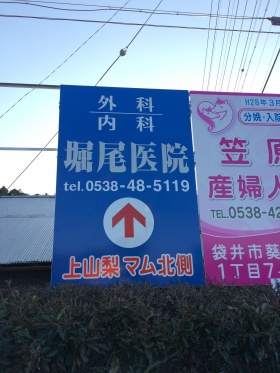 外科
内科
堀尾医院
tel.0538-48-5119
上山梨 マム北側
H28年3月
分娩・入院
笠原
産婦人
TEL.0538-42
袋井市葵
1丁目7-